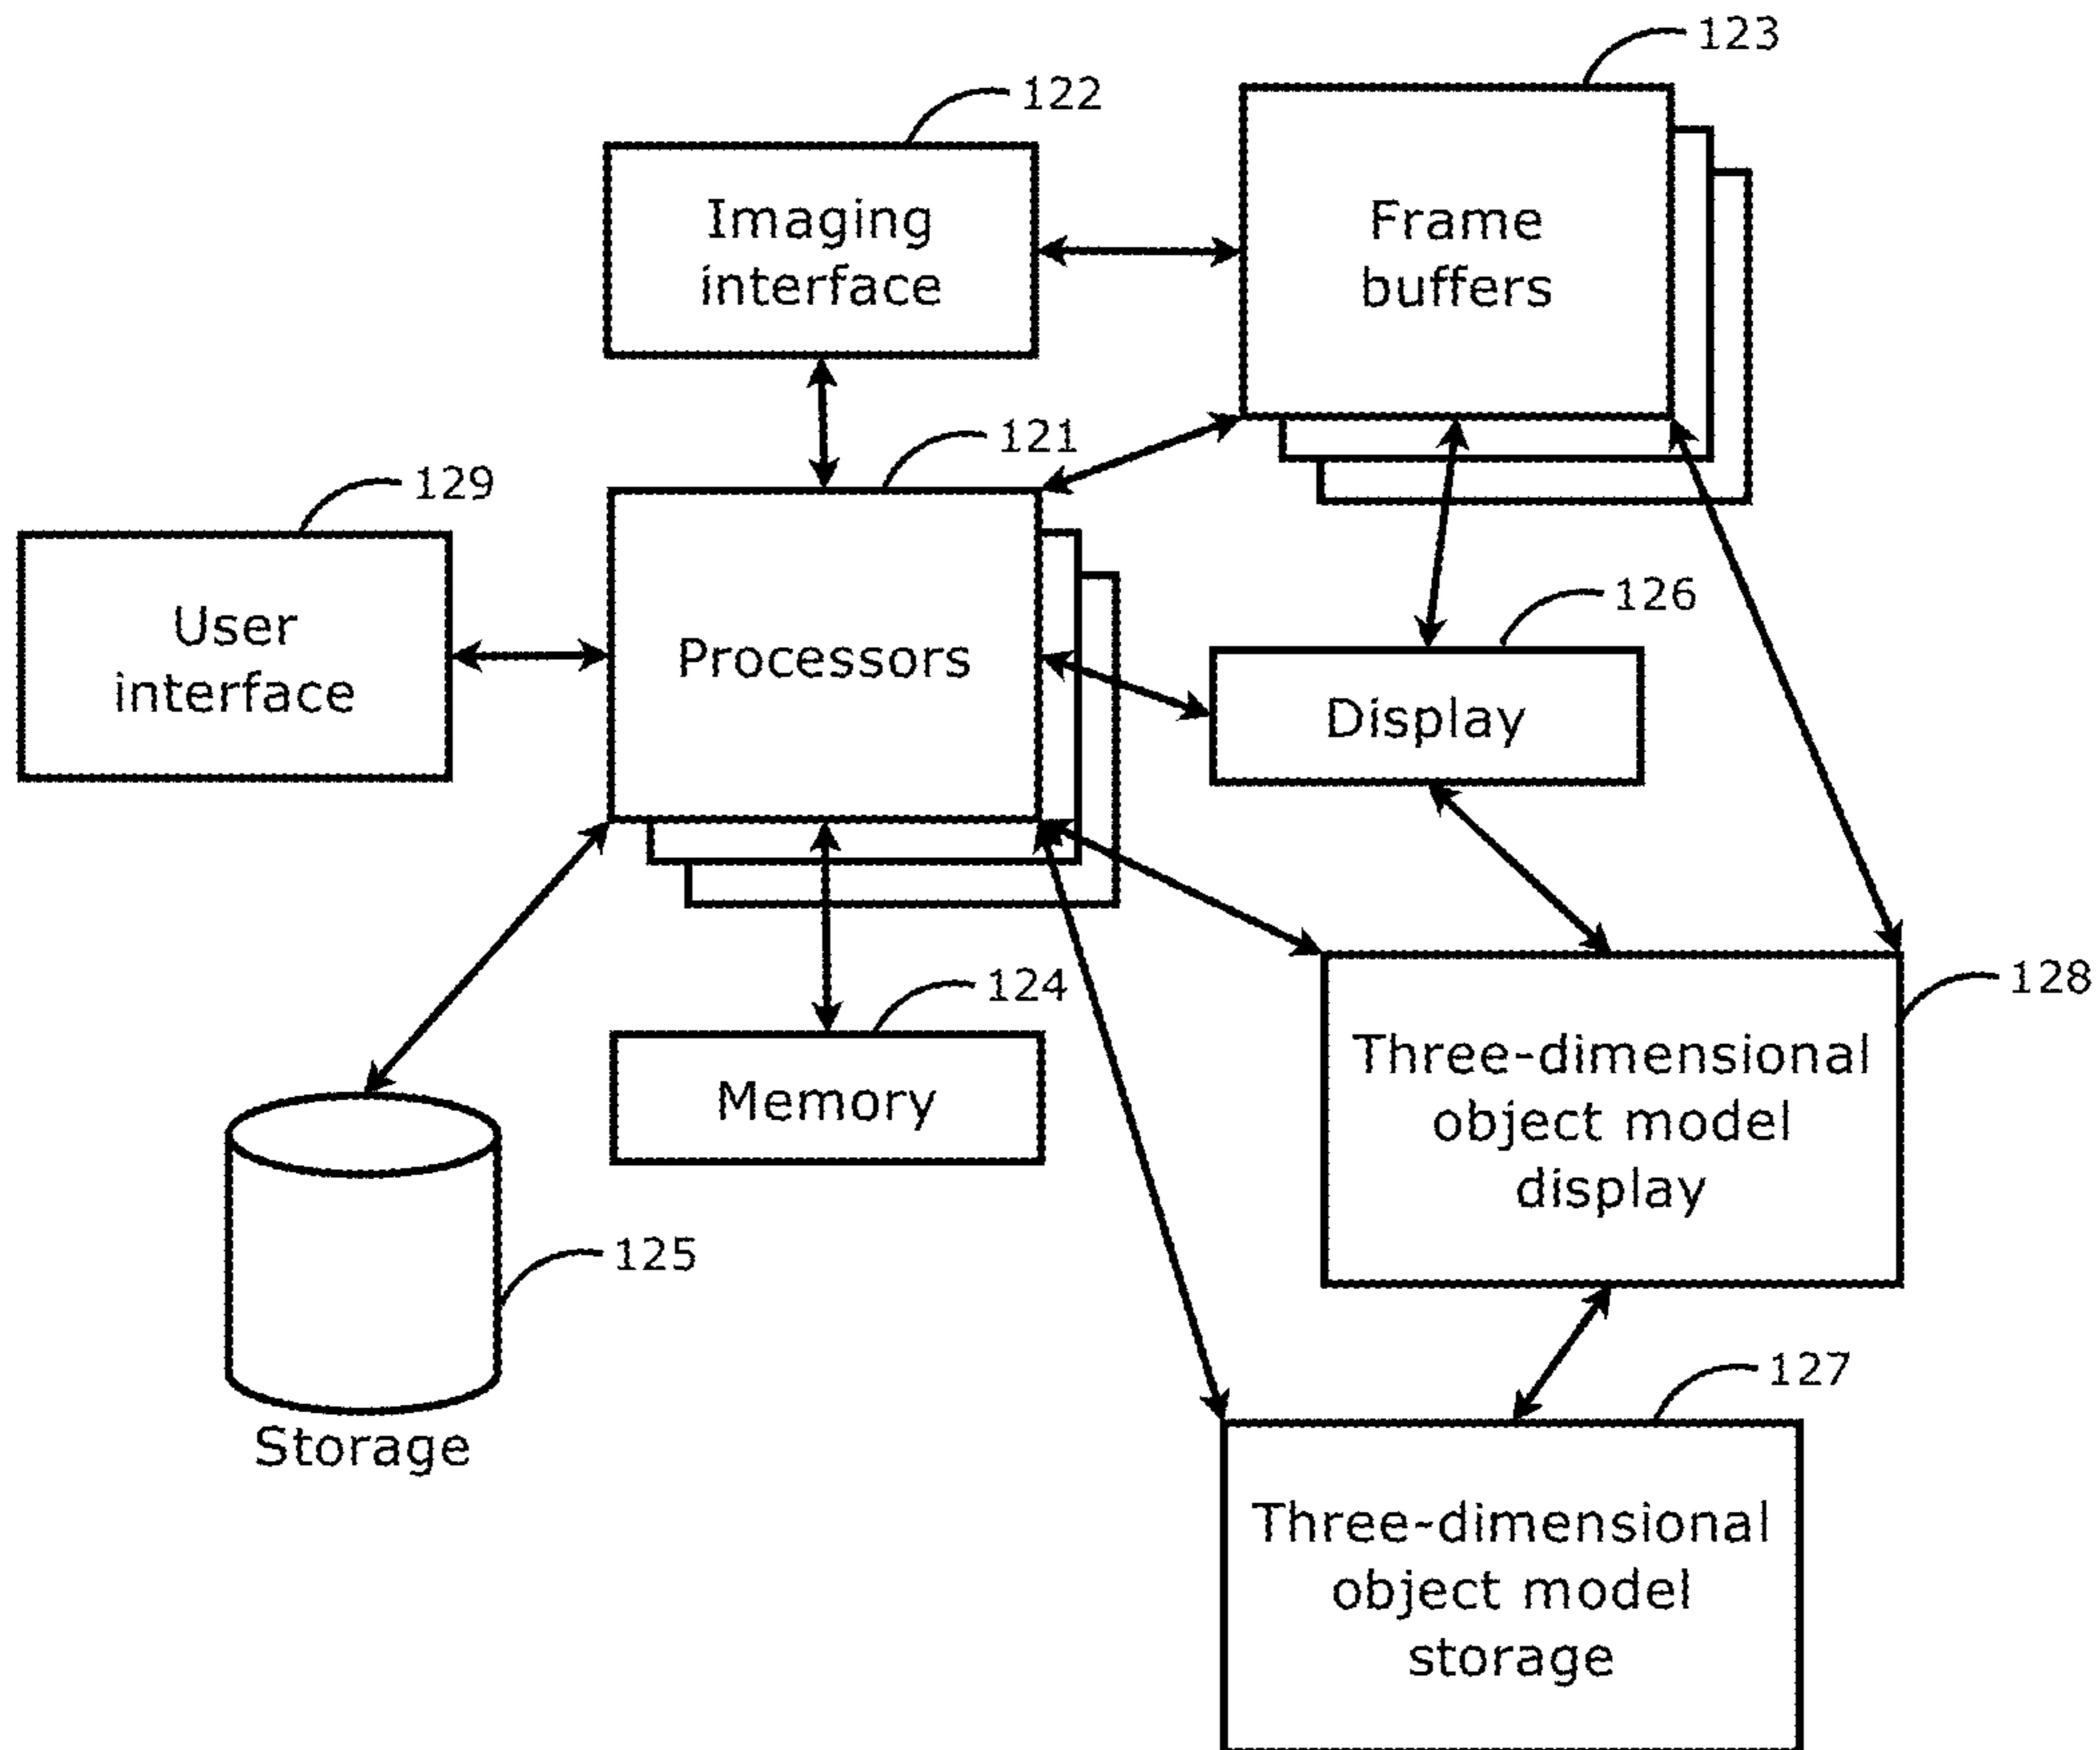 123
122
Imaging
interface
Frame
buffers
121
129
User
interface
Processors
126
Display
124
Memory
128
Three-dimensional
object model
display
125
Storage
127
Three-dimensional
object model
storage